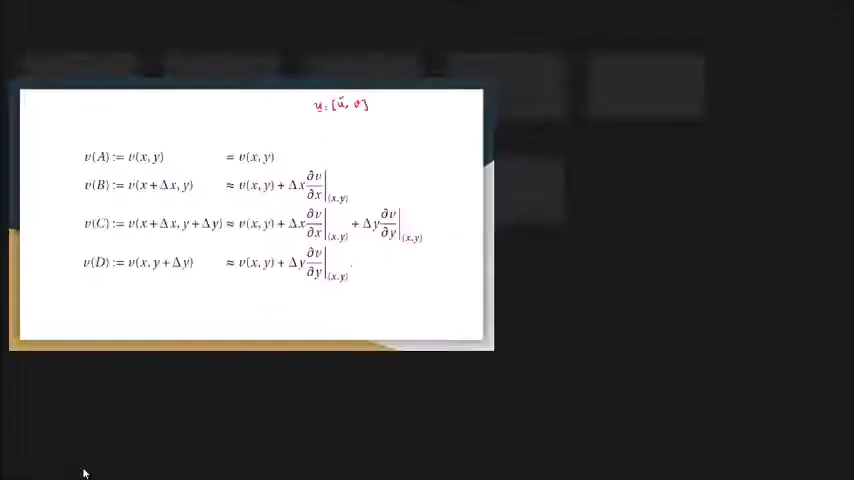 u = [u, v]
v(A) := v(x, y) = v(x, y)
v(B) := v(x + Δx, y) ≈ v(x, y) + Δx ∂v/∂x|(x,y)
v(C) := v(x + Δx, y + Δy) ≈ v(x, y) + Δx ∂v/∂x|(x,y) + Δy ∂v/∂y|(x,y)
v(D) := v(x, y + Δy) ≈ v(x, y) + Δy ∂v/∂y|(x,y) .